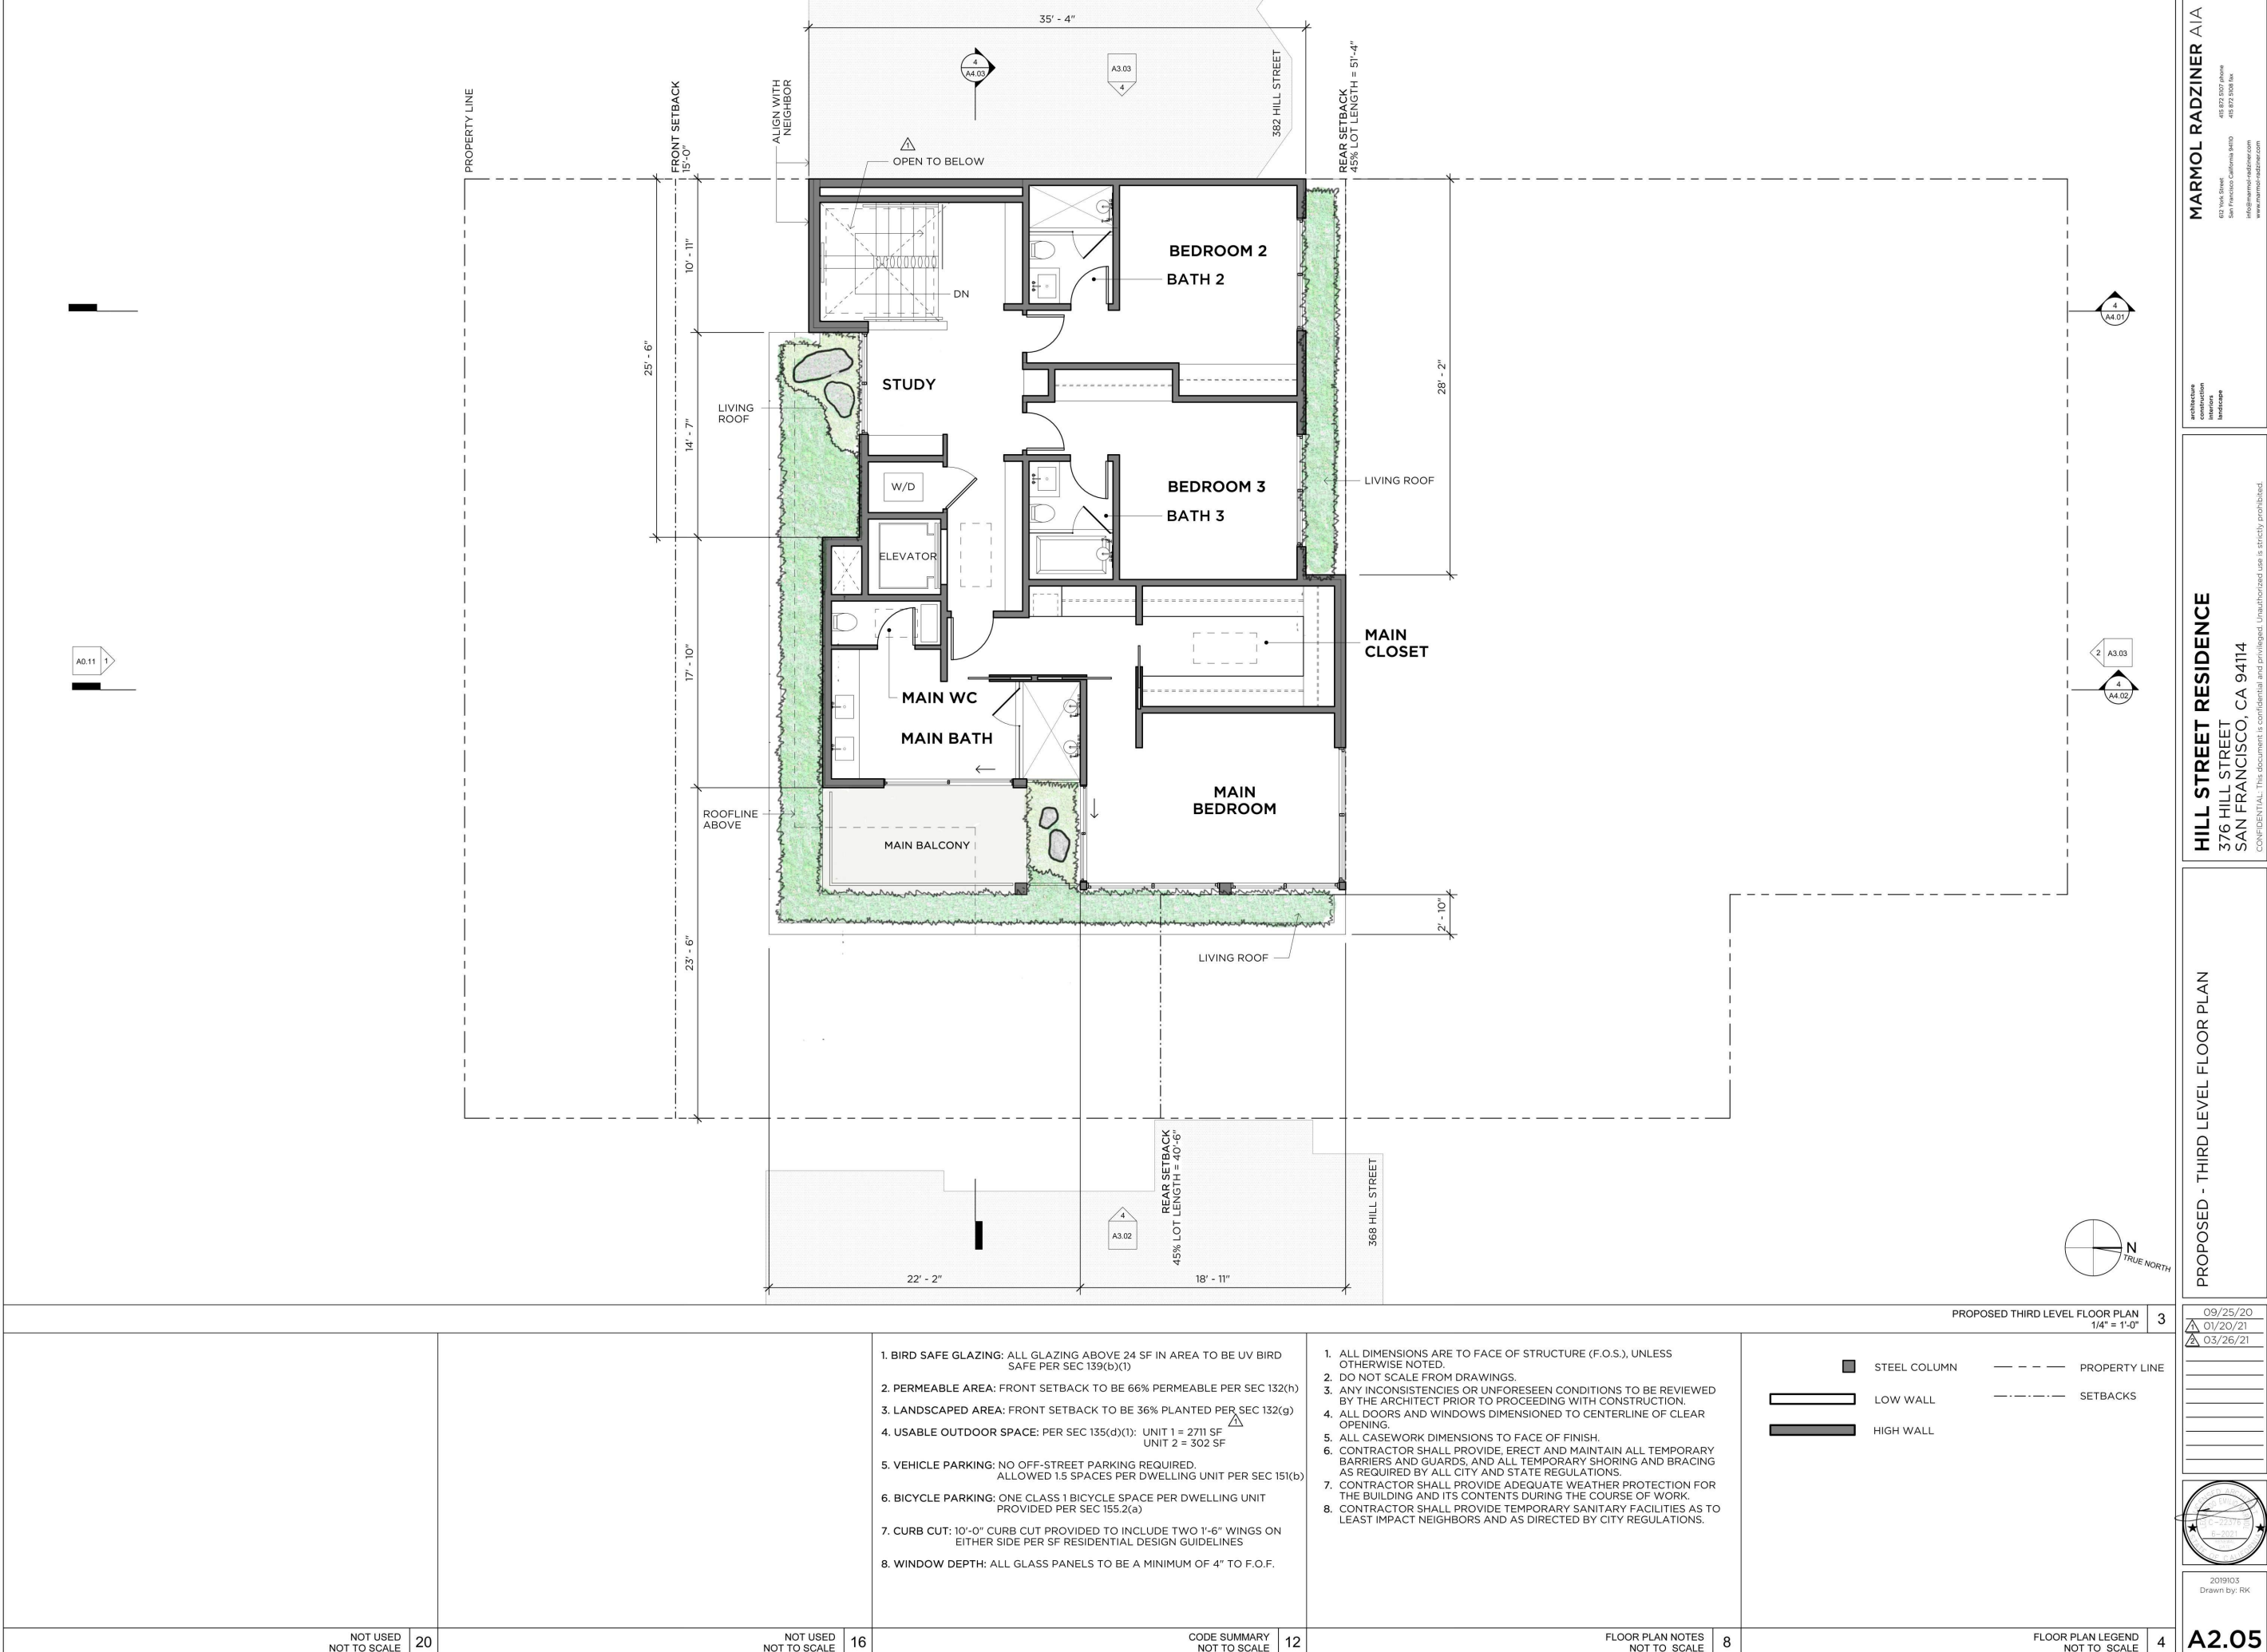 35' - 4"
4
A4.03
A3.03
4
382 HILL STREET
REAR SETBACK
45% LOT LENGTH = 51'-4"
PROPERTY LINE
FRONT SETBACK
15'-0"
ALIGN WITH
NEIGHBOR
1
OPEN TO BELOW
10' - 11"
25' - 6"
14' - 7"
17' - 10"
23' - 6"
28' - 2"
2' - 10"
BEDROOM 2
BATH 2
DN
STUDY
LIVING
ROOF
W/D
ELEVATOR
BEDROOM 3
BATH 3
LIVING ROOF
MAIN
CLOSET
MAIN WC
MAIN BATH
MAIN
BEDROOM
ROOFLINE
ABOVE
MAIN BALCONY
LIVING ROOF
4
A4.01
A0.11 1
2 A3.03
4
A4.02
REAR SETBACK
45% LOT LENGTH = 40'-6"
368 HILL STREET
4
A3.02
22' - 2"
18' - 11"
N
TRUE NORTH
PROPOSED THIRD LEVEL FLOOR PLAN
1/4" = 1'-0"
3
NOT USED
NOT TO SCALE
20
NOT USED
NOT TO SCALE
16
1. BIRD SAFE GLAZING: ALL GLAZING ABOVE 24 SF IN AREA TO BE UV BIRD
SAFE PER SEC 139(b)(1)
2. PERMEABLE AREA: FRONT SETBACK TO BE 66% PERMEABLE PER SEC 132(h)
3. LANDSCAPED AREA: FRONT SETBACK TO BE 36% PLANTED PER SEC 132(g)
1
4. USABLE OUTDOOR SPACE: PER SEC 135(d)(1): UNIT 1 = 2711 SF
UNIT 2 = 302 SF
5. VEHICLE PARKING: NO OFF-STREET PARKING REQUIRED.
ALLOWED 1.5 SPACES PER DWELLING UNIT PER SEC 151(b)
6. BICYCLE PARKING: ONE CLASS 1 BICYCLE SPACE PER DWELLING UNIT
PROVIDED PER SEC 155.2(a)
7. CURB CUT: 10'-0" CURB CUT PROVIDED TO INCLUDE TWO 1'-6" WINGS ON
EITHER SIDE PER SF RESIDENTIAL DESIGN GUIDELINES
8. WINDOW DEPTH: ALL GLASS PANELS TO BE A MINIMUM OF 4" TO F.O.F.
CODE SUMMARY
NOT TO SCALE
12
1. ALL DIMENSIONS ARE TO FACE OF STRUCTURE (F.O.S.), UNLESS
OTHERWISE NOTED.
2. DO NOT SCALE FROM DRAWINGS.
3. ANY INCONSISTENCIES OR UNFORESEEN CONDITIONS TO BE REVIEWED
BY THE ARCHITECT PRIOR TO PROCEEDING WITH CONSTRUCTION.
4. ALL DOORS AND WINDOWS DIMENSIONED TO CENTERLINE OF CLEAR
OPENING.
5. ALL CASEWORK DIMENSIONS TO FACE OF FINISH.
6. CONTRACTOR SHALL PROVIDE, ERECT AND MAINTAIN ALL TEMPORARY
BARRIERS AND GUARDS, AND ALL TEMPORARY SHORING AND BRACING
AS REQUIRED BY ALL CITY AND STATE REGULATIONS.
7. CONTRACTOR SHALL PROVIDE ADEQUATE WEATHER PROTECTION FOR
THE BUILDING AND ITS CONTENTS DURING THE COURSE OF WORK.
8. CONTRACTOR SHALL PROVIDE TEMPORARY SANITARY FACILITIES AS TO
LEAST IMPACT NEIGHBORS AND AS DIRECTED BY CITY REGULATIONS.
FLOOR PLAN NOTES
NOT TO SCALE
8
STEEL COLUMN
LOW WALL
HIGH WALL
PROPERTY LINE
SETBACKS
FLOOR PLAN LEGEND
NOT TO SCALE
4
MARMOL RADZINER AIA
612 York Street
San Francisco California 94110
415 872 5107 phone
415 872 5108 fax
info@marmol-radziner.com
www.marmol-radziner.com
architecture
construction
interiors
landscape
HILL STREET RESIDENCE
376 HILL STREET
SAN FRANCISCO, CA 94114
CONFIDENTIAL: This document is confidential and privileged. Unauthorized use is strictly prohibited.
PROPOSED - THIRD LEVEL FLOOR PLAN
09/25/20
1 01/20/21
2 03/26/21
2019103
Drawn by: RK
A2.05